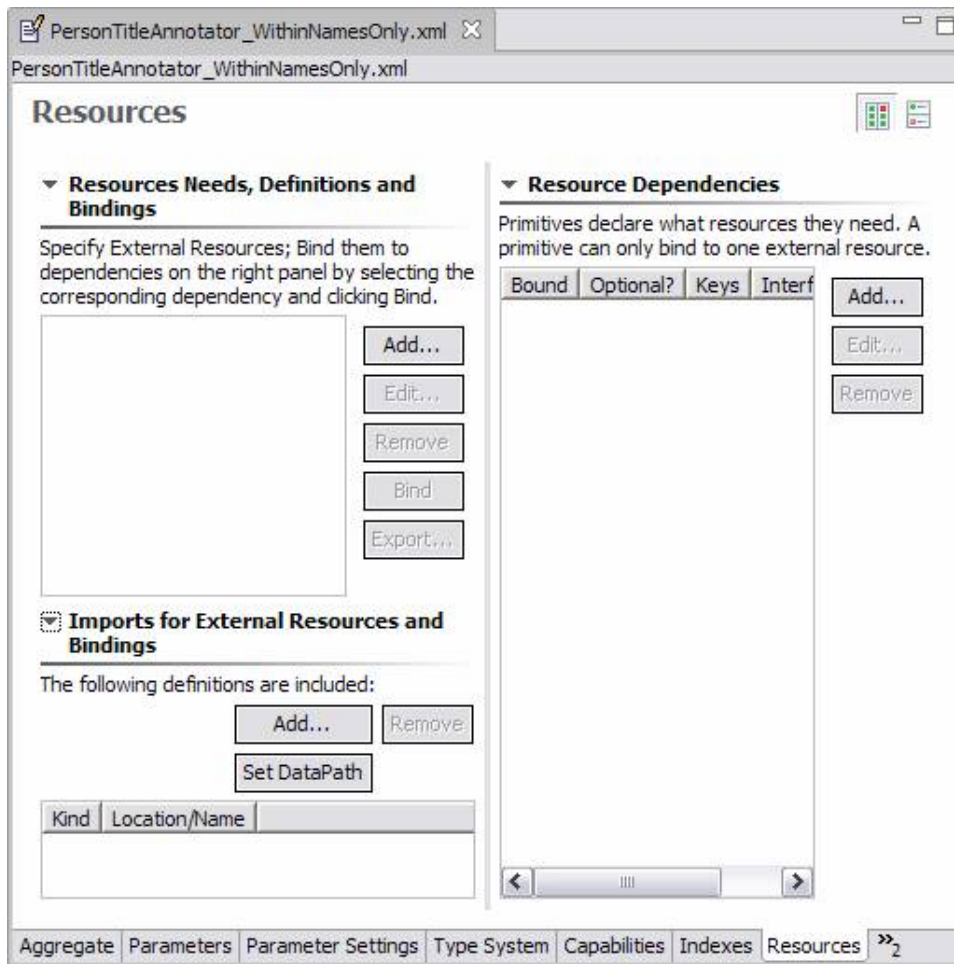 PersonTitleAnnotator_WithinNamesOnly.xml
PersonTitleAnnotator_WithinNamesOnly.xml
Resources
Resources Needs, Definitions and
Bindings
Specify External Resources; Bind them to
dependencies on the right panel by selecting the
corresponding dependency and clicking Bind.
Add...
Edit...
Remove
Bind
Export...
Imports for External Resources and
Bindings
The following definitions are included:
Add... Remove
Set DataPath
Kind Location/Name
Resource Dependencies
Primitives declare what resources they need. A
primitive can only bind to one external resource.
Bound Optional? Keys Interf
Add...
Edit...
Remove
Aggregate Parameters Parameter Settings Type System Capabilities Indexes Resources »2